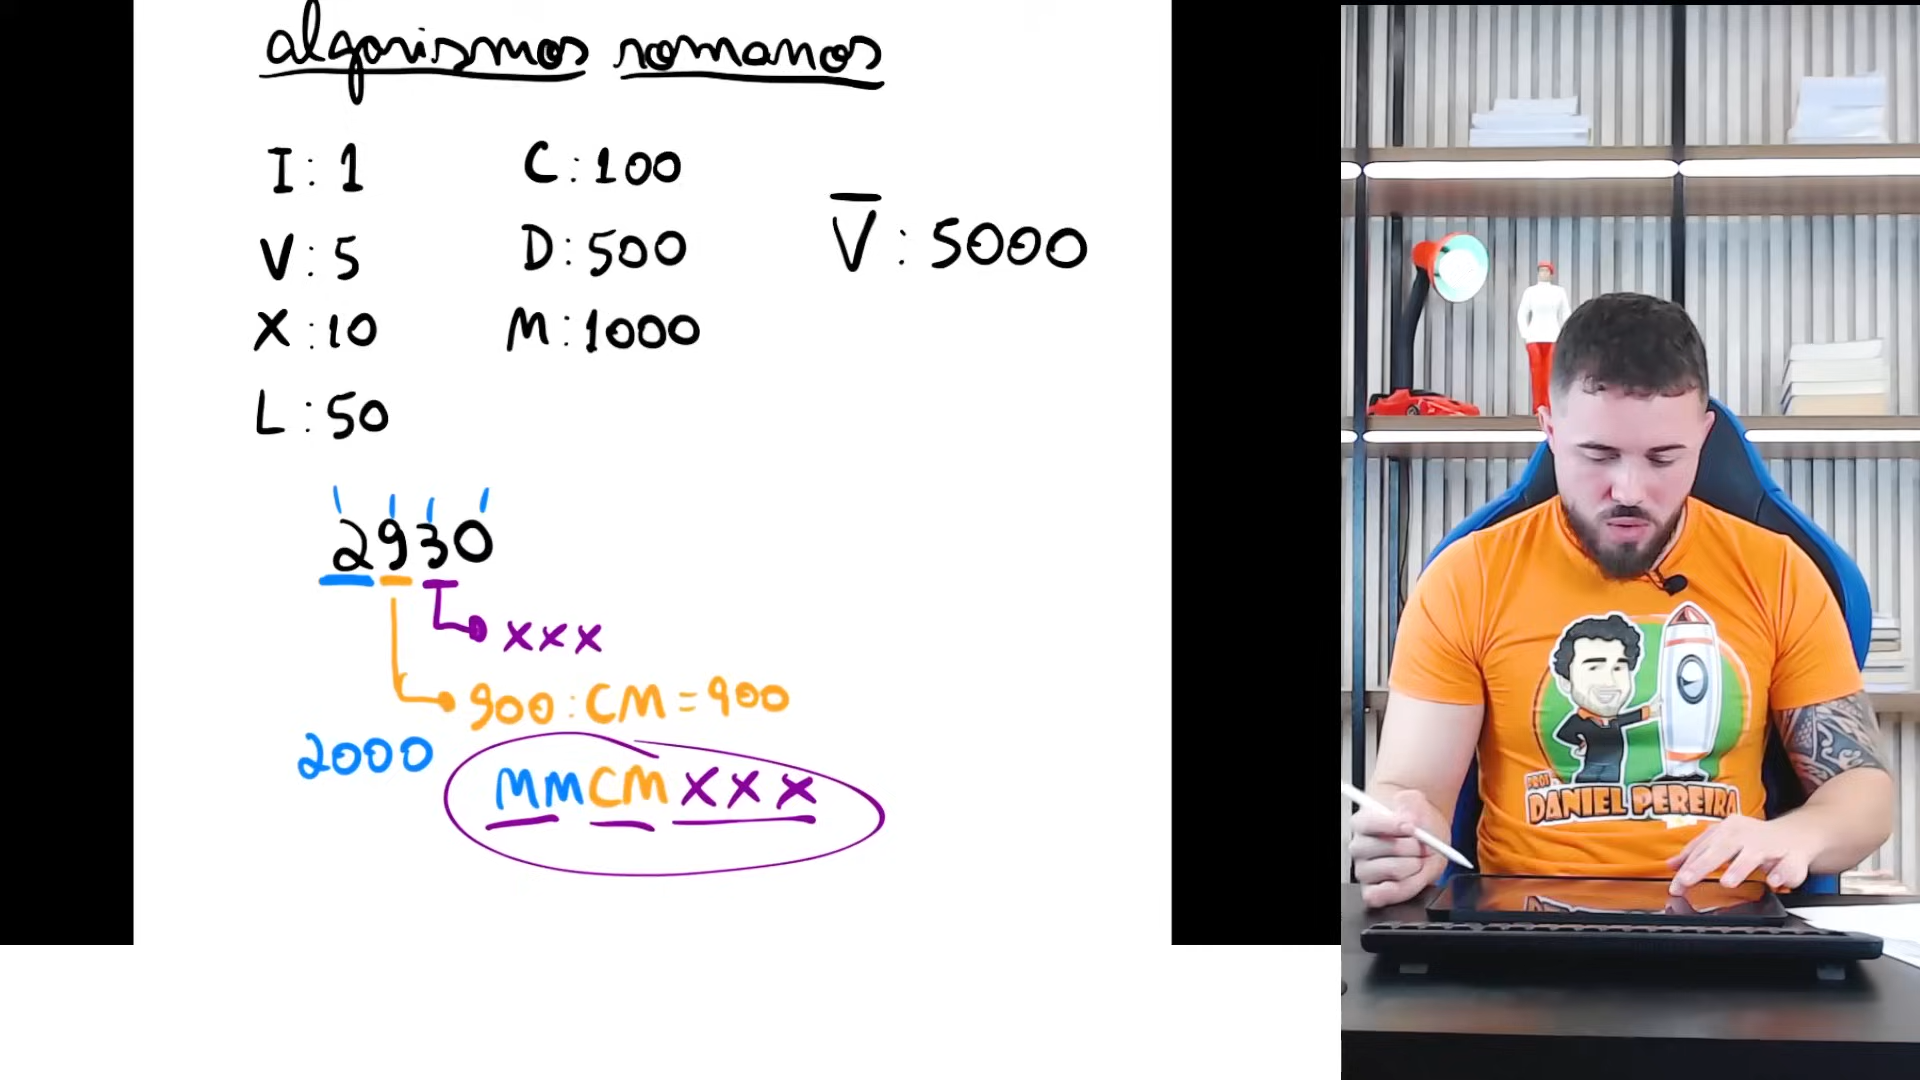 algarismos romanos
I : 1
V : 5
X : 10
L : 50
C : 100
D : 500
M : 1000
V̅ : 5000
2930
XXX
900 : CM = 900
2000
MMCMXXX
PROF
DANIEL PEREIRA